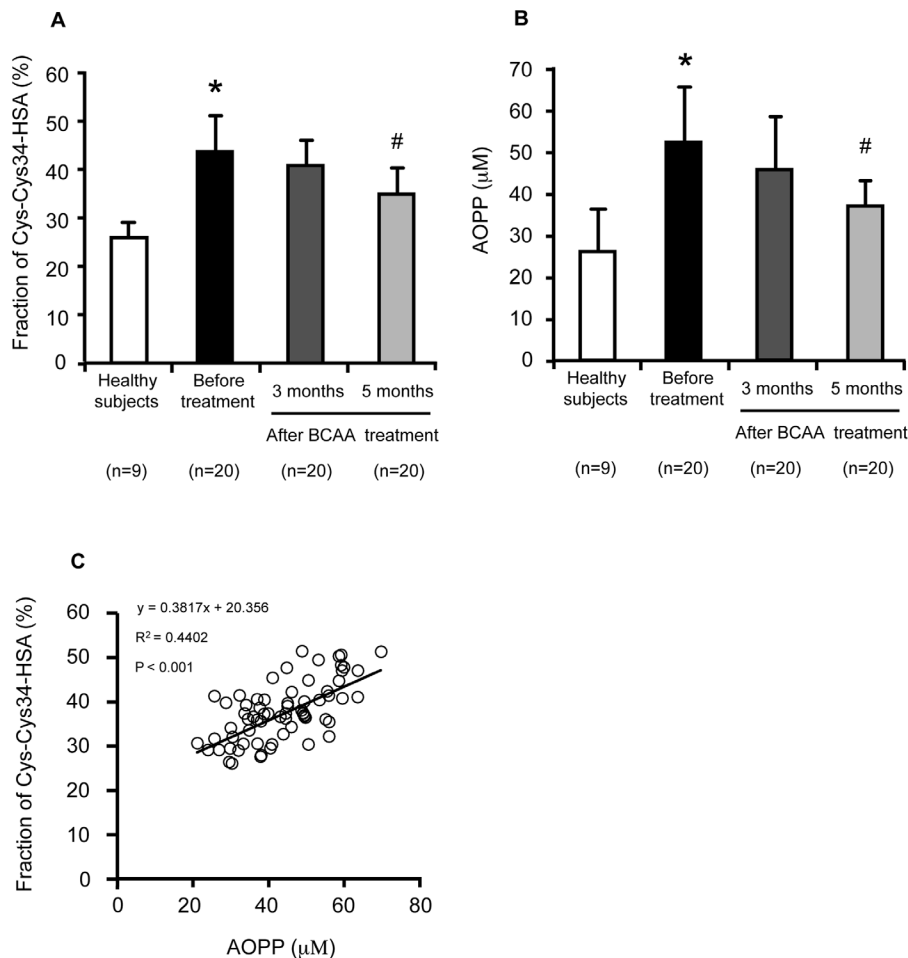 A
Fraction of Cys-Cys34-HSA (%)
60
50
40
30
20
10
0
*
#
Healthy subjects
Before treatment
3 months
5 months
After BCAA treatment
(n=9)
(n=20)
(n=20)
(n=20)
B
AOPP (μM)
70
60
50
40
30
20
10
0
*
#
Healthy subjects
Before treatment
3 months
5 months
After BCAA treatment
(n=9)
(n=20)
(n=20)
(n=20)
C
Fraction of Cys-Cys34-HSA (%)
60
50
40
30
20
10
0
y = 0.3817x + 20.356
R² = 0.4402
P < 0.001
0
20
40
60
80
AOPP (μM)